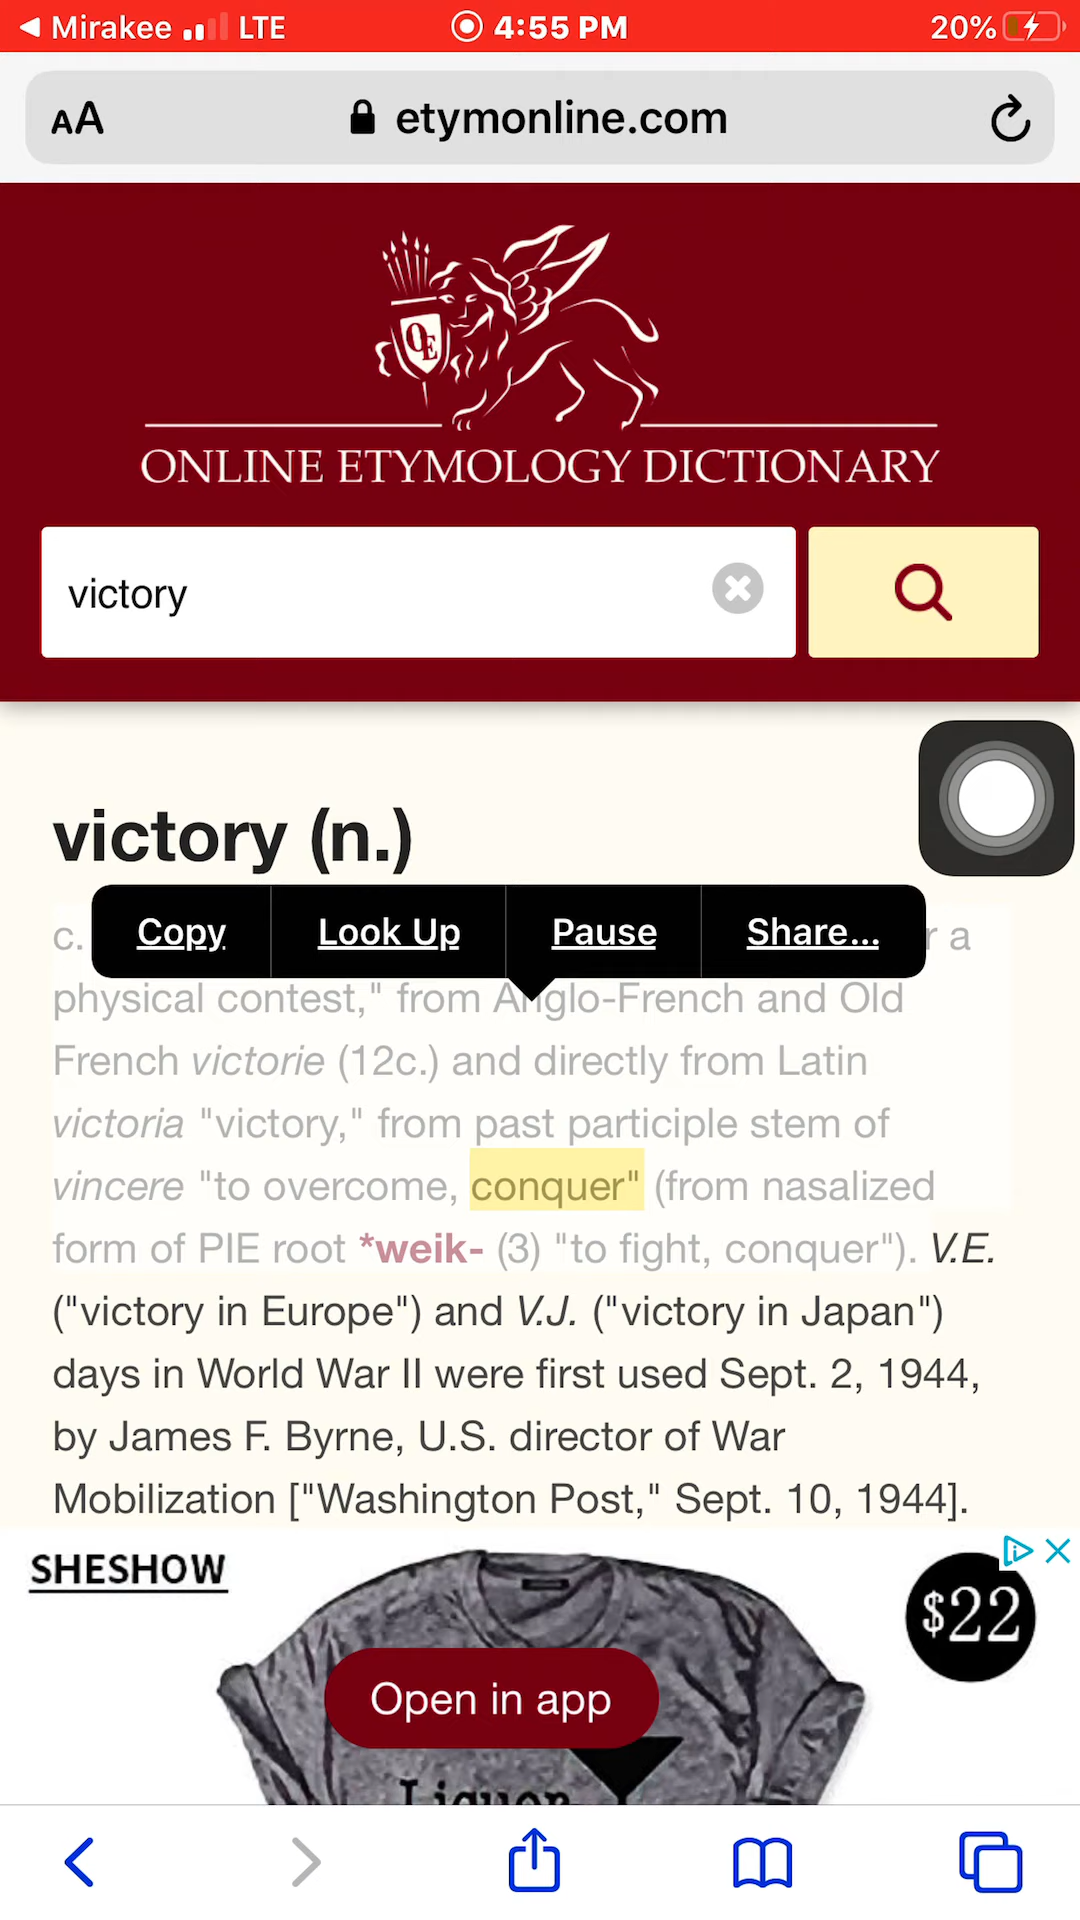 Mirakee LTE 4:55 PM 20%
AA etymonline.com
OE
ONLINE ETYMOLOGY DICTIONARY
victory
victory (n.)
Copy Look Up Pause Share...
c. r a
physical contest," from Anglo-French and Old
French victorie (12c.) and directly from Latin
victoria "victory," from past participle stem of
vincere "to overcome, conquer" (from nasalized
form of PIE root *weik- (3) "to fight, conquer"). V.E.
("victory in Europe") and V.J. ("victory in Japan")
days in World War II were first used Sept. 2, 1944,
by James F. Byrne, U.S. director of War
Mobilization ["Washington Post," Sept. 10, 1944].
SHESHOW
$22
Open in app
Liquor